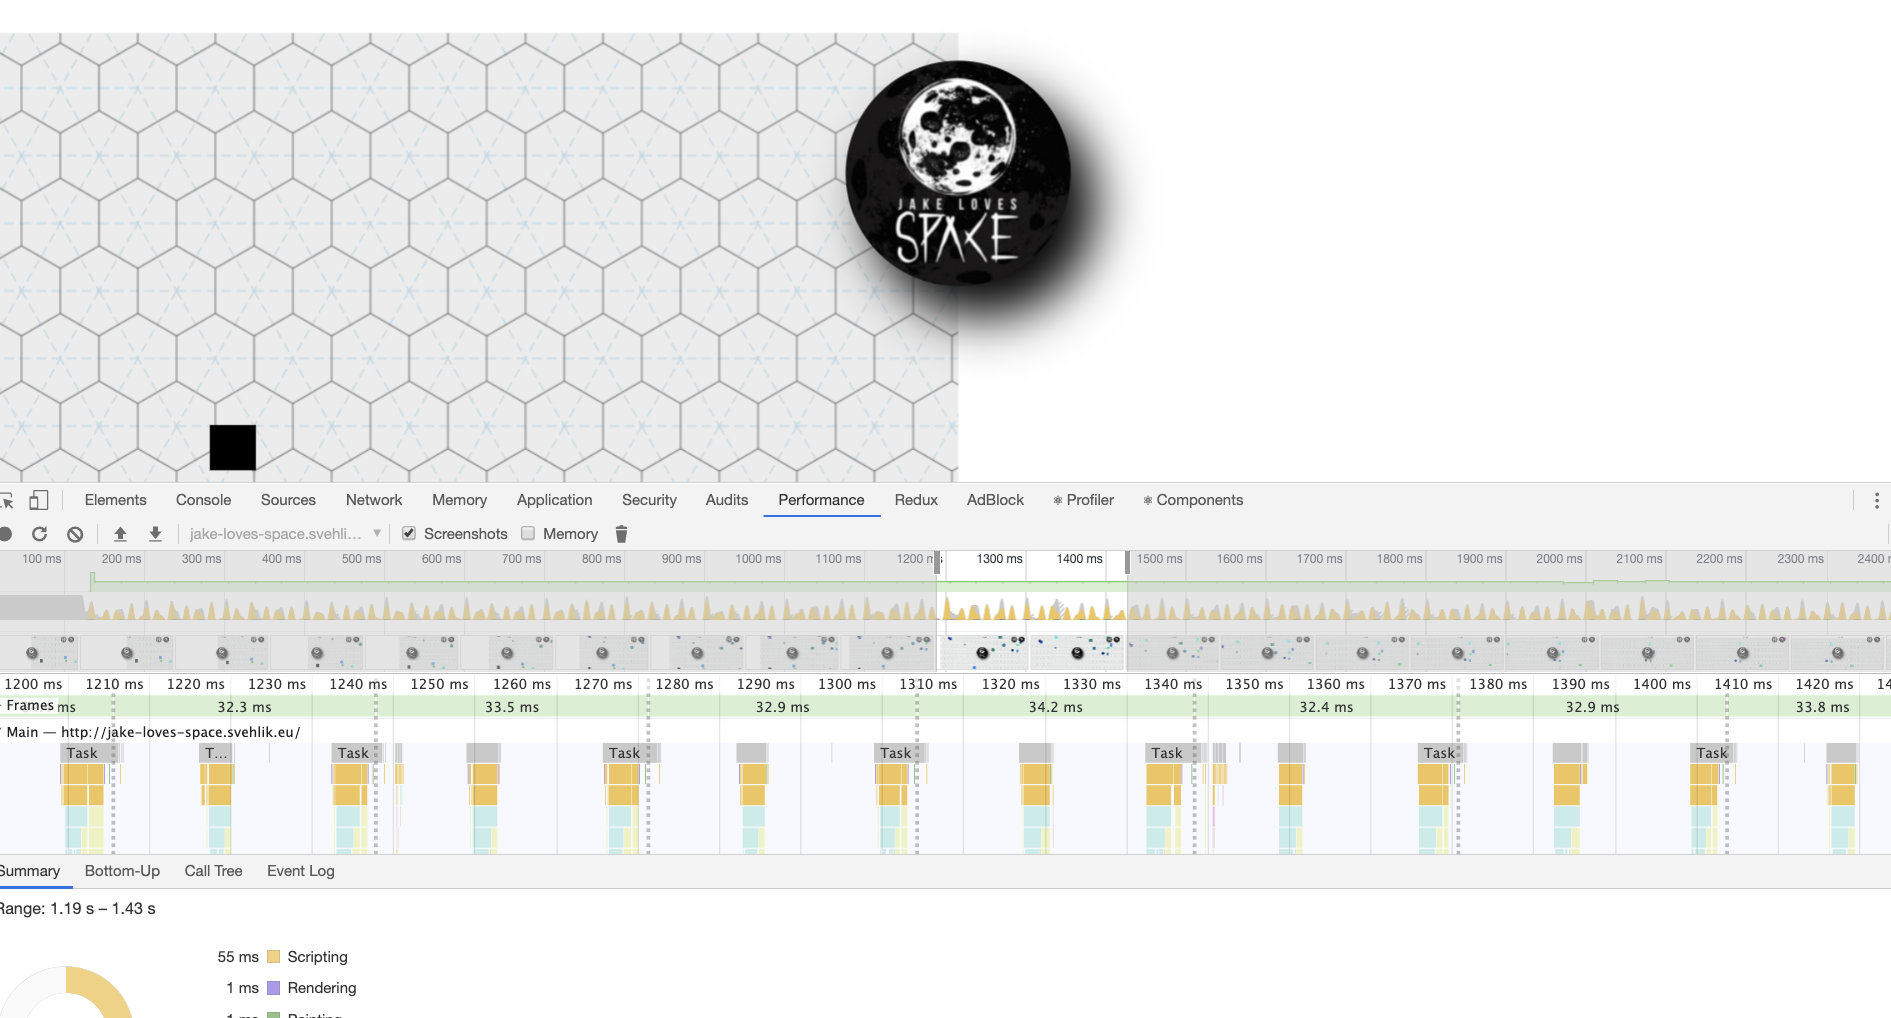 JAKE LOVES
SPACE
Elements Console Sources Network Memory Application Security Audits Performance Redux AdBlock ⚛ Profiler ⚛ Components
jake-loves-space.svehli... ▼ Screenshots Memory
100 ms 200 ms 300 ms 400 ms 500 ms 600 ms 700 ms 800 ms 900 ms 1000 ms 1100 ms 1200 1300 ms 1400 ms 1500 ms 1600 ms 1700 ms 1800 ms 1900 ms 2000 ms 2100 ms 2200 ms 2300 ms 2400
1200 ms 1210 ms 1220 ms 1230 ms 1240 ms 1250 ms 1260 ms 1270 ms 1280 ms 1290 ms 1300 ms 1310 ms 1320 ms 1330 ms 1340 ms 1350 ms 1360 ms 1370 ms 1380 ms 1390 ms 1400 ms 1410 ms 1420 ms 14
Frames ms 32.3 ms 33.5 ms 32.9 ms 34.2 ms 32.4 ms 32.9 ms 33.8 ms
Main — http://jake-loves-space.svehlik.eu/
Task T... Task Task Task Task Task Task
Summary Bottom-Up Call Tree Event Log
Range: 1.19 s – 1.43 s
55 ms Scripting
1 ms Rendering
1 ms Painting